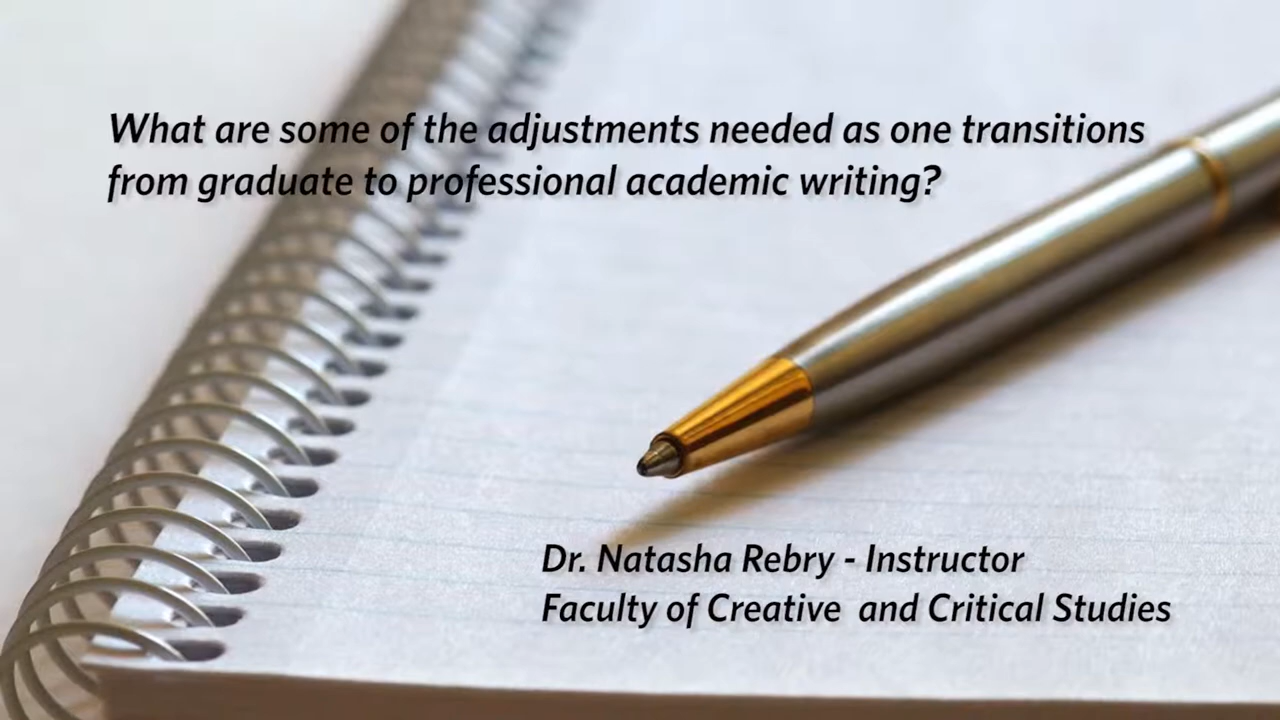 What are some of the adjustments needed as one transitions
from graduate to professional academic writing?
Dr. Natasha Rebry - Instructor
Faculty of Creative  and Critical Studies